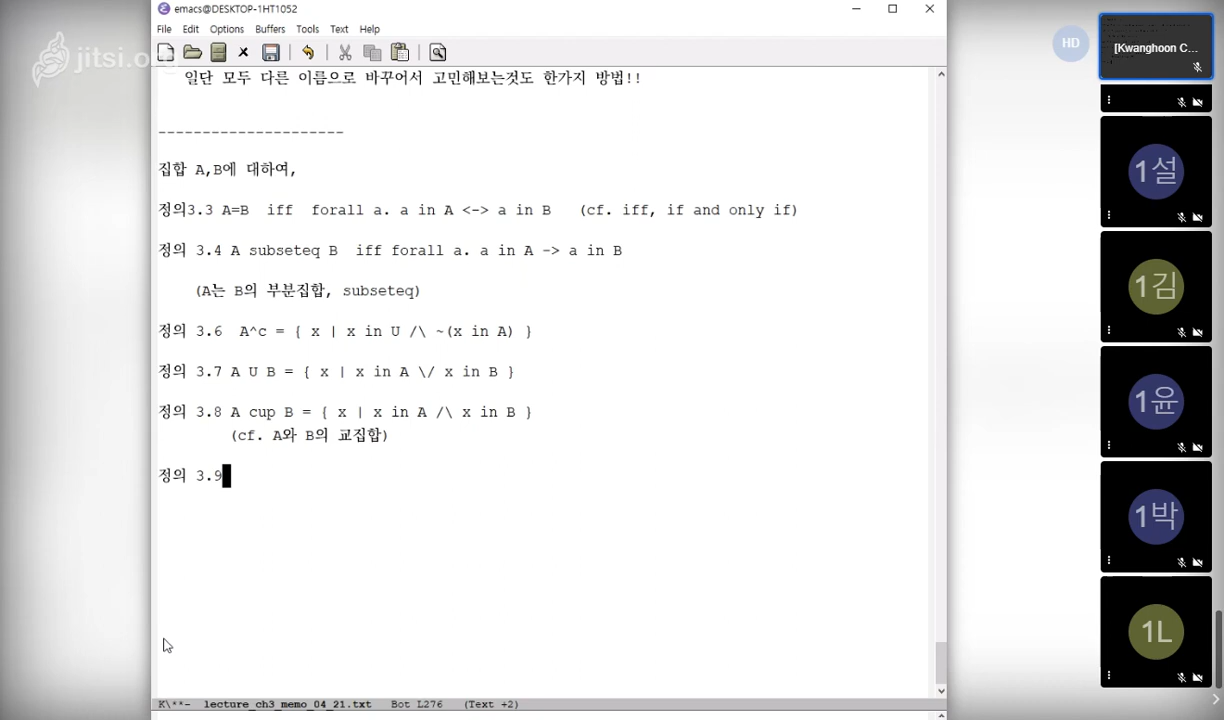 emacs@DESKTOP-1HT1052
File Edit Options Buffers Tools Text Help
jitsi.org
일단 모두 다른 이름으로 바꾸어서 고민해보는것도 한가지 방법!!
---------------------
집합 A,B에 대하여,
정의3.3 A=B iff forall a. a in A <-> a in B (cf. iff, if and only if)
정의 3.4 A subseteq B iff forall a. a in A -> a in B
(A는 B의 부분집합, subseteq)
정의 3.6 A^c = { x | x in U /\ ~(x in A) }
정의 3.7 A U B = { x | x in A \/ x in B }
정의 3.8 A cup B = { x | x in A /\ x in B }
(cf. A와 B의 교집합)
정의 3.9
K\**- lecture_ch3_memo_04_21.txt Bot L276 (Text +2)
HD
[Kwanghoon C...
1설
1김
1윤
1박
1L